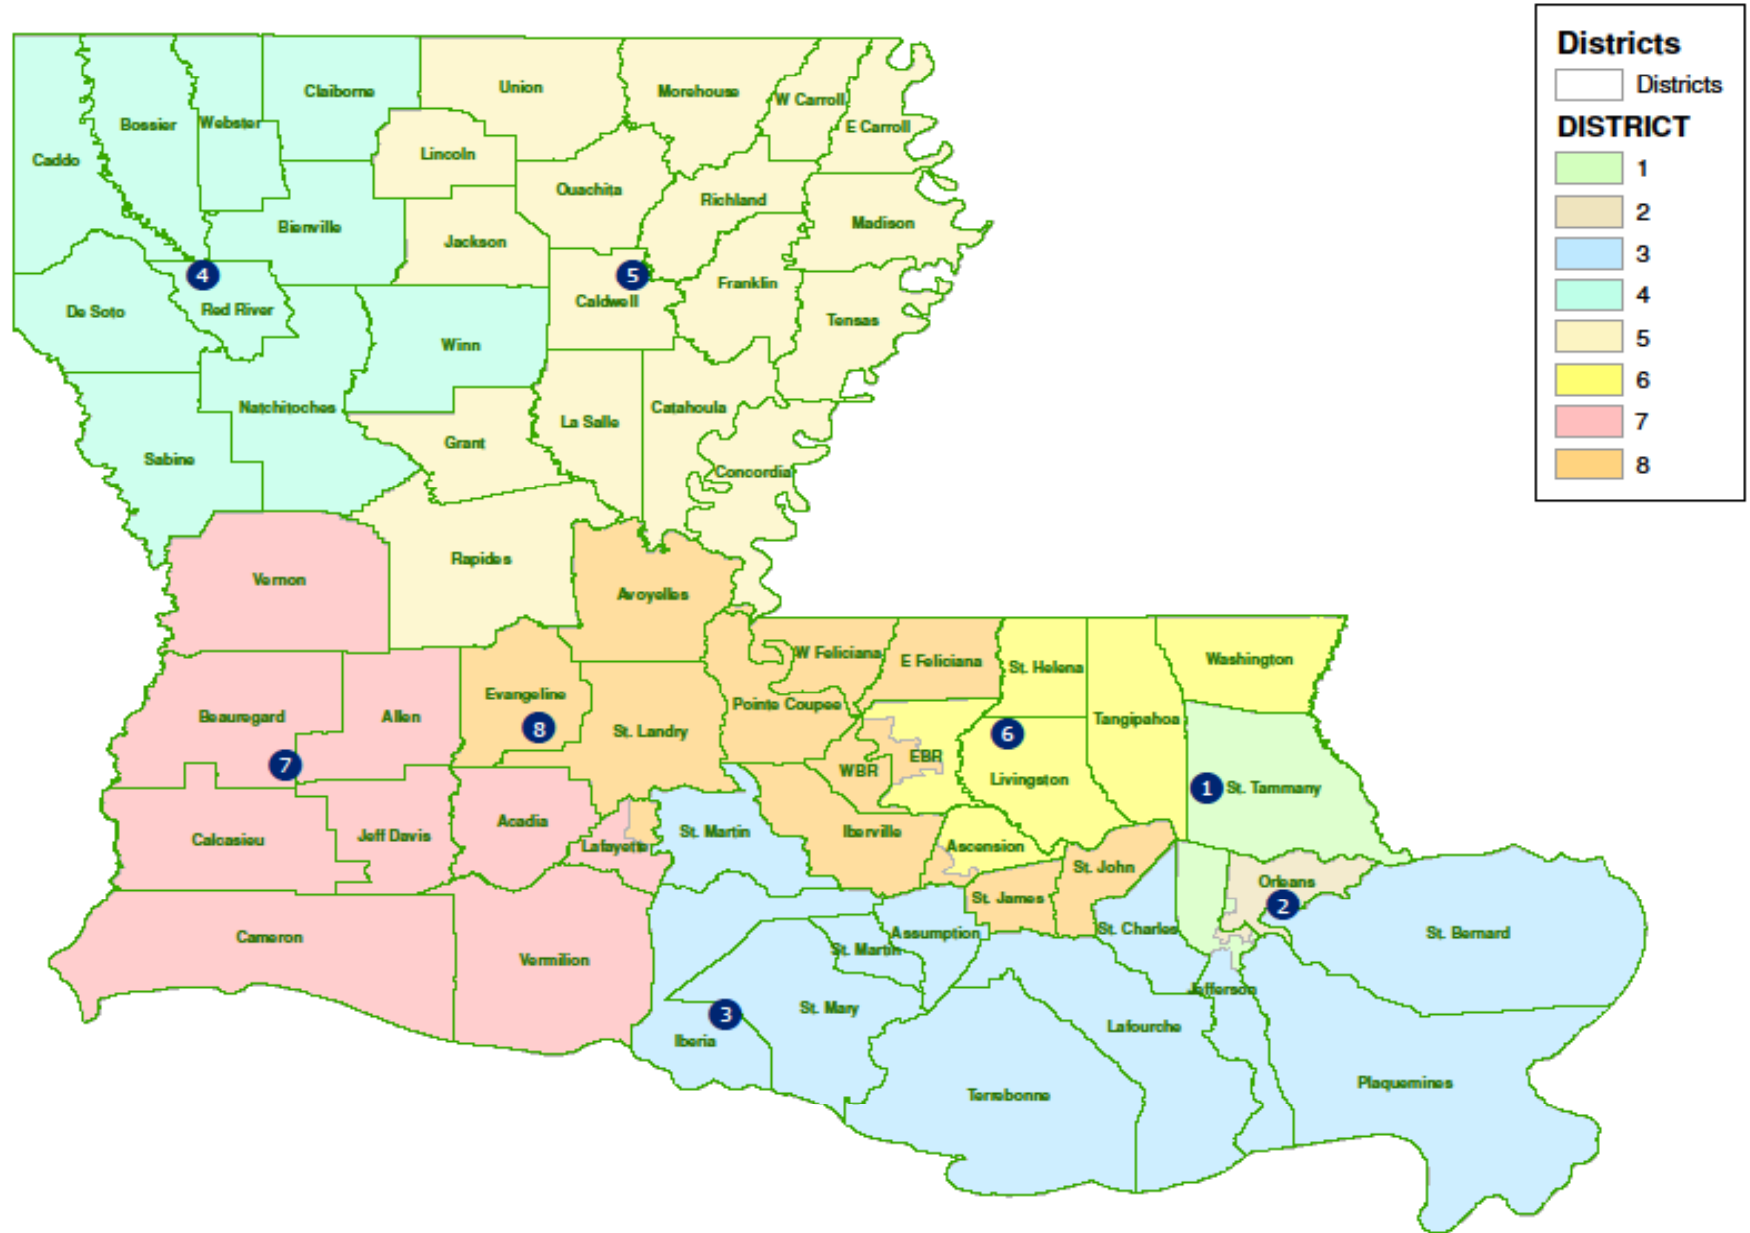 Districts
Districts
DISTRICT
1
2
3
4
5
6
7
8
Union
Morehouse
W Carroll
E Carroll
Claiborne
Webster
Bossier
Caddo
Lincoln
Ouachita
Richland
Madison
Bienville
Jackson
4
5
Franklin
Caldwell
De Soto
Red River
Tensas
Winn
Natchitoches
La Salle
Catahoula
Grant
Sabine
Concordia
Rapides
Vernon
Avoyelles
W Feliciana
E Feliciana
St. Helena
Washington
Evangeline
Pointe Coupee
Beauregard
Allen
8
St. Landry
6
Tangipahoa
7
WBR
EBR
Livingston
1
St. Tammany
Calcasieu
Jeff Davis
Acadia
Lafayette
St. Martin
Iberville
Ascension
St. John
Orleans
2
St. James
St. Charles
St. Bernard
Cameron
Vermilion
Assumption
St. Martin
Jefferson
St. Mary
3
Iberia
Lafourche
Terrebonne
Plaquemines